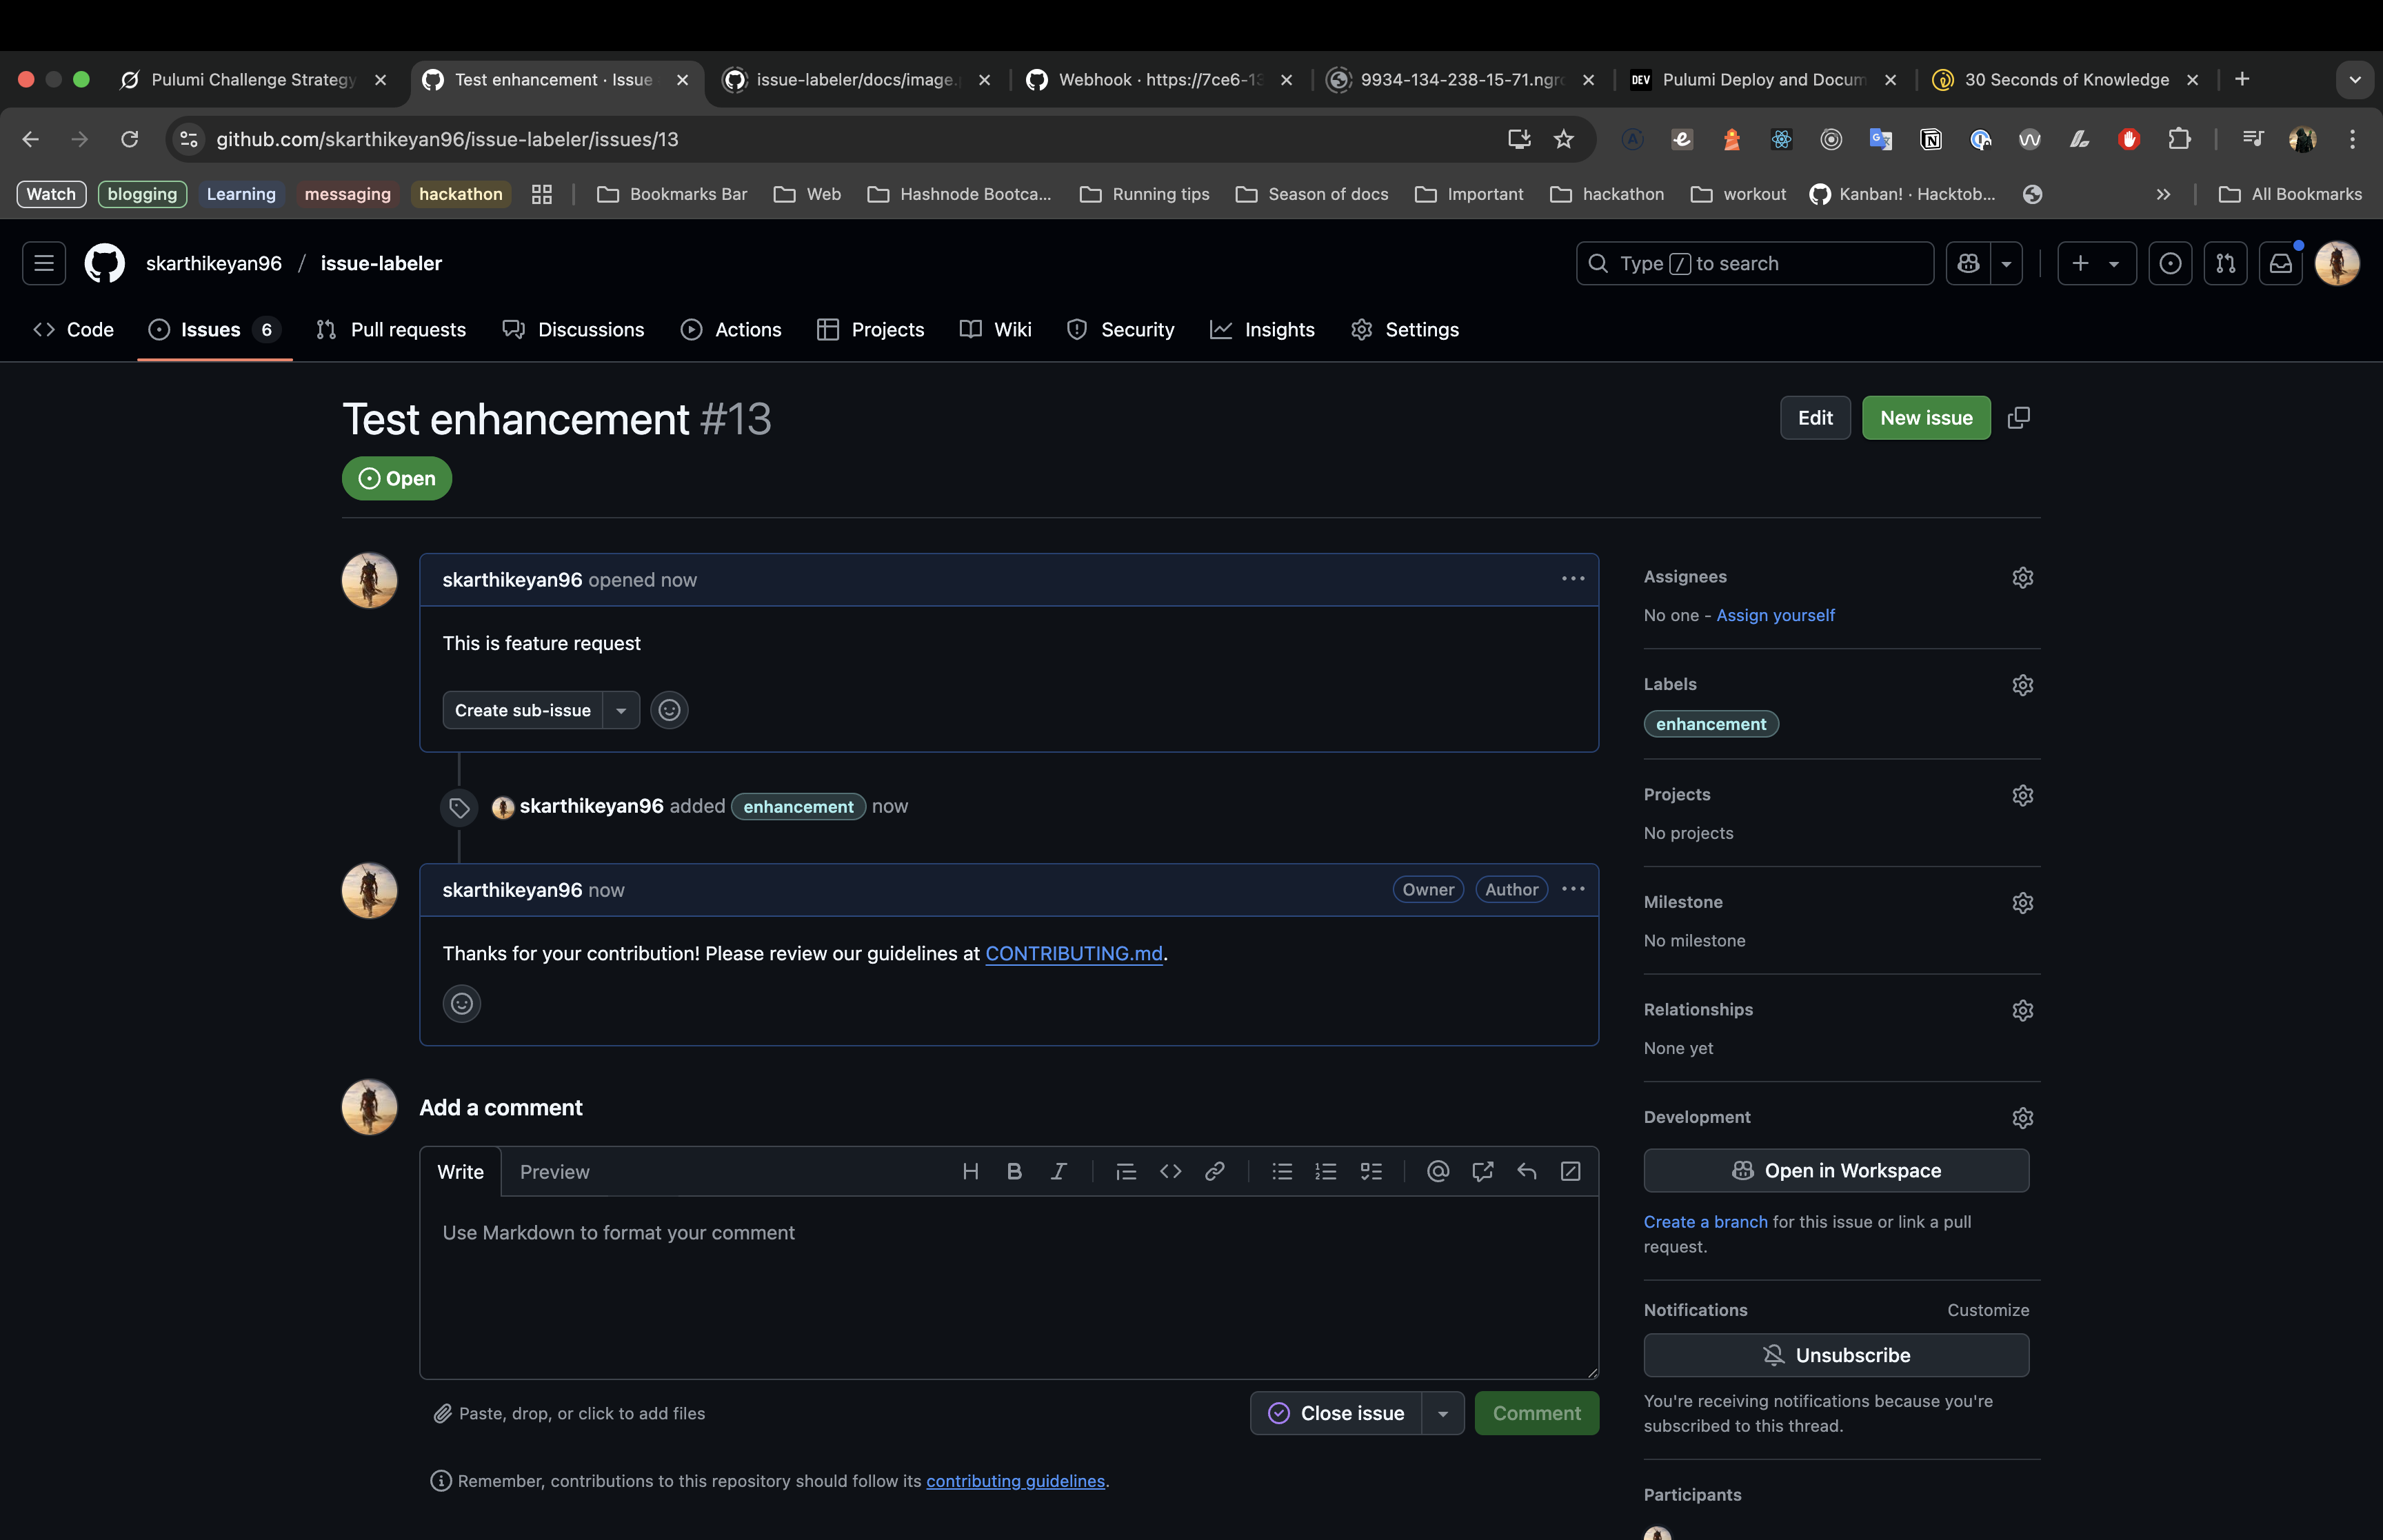 Pulumi Challenge Strategy
Test enhancement · Issue
issue-labeler/docs/image.
Webhook · https://7ce6-13
9934-134-238-15-71.ngro
DEV Pulumi Deploy and Docum
30 Seconds of Knowledge
github.com/skarthikeyan96/issue-labeler/issues/13
Watch blogging Learning messaging hackathon Bookmarks Bar Web Hashnode Bootca... Running tips Season of docs Important hackathon workout Kanban! · Hacktob... All Bookmarks
skarthikeyan96 / issue-labeler
Type / to search
Code Issues 6 Pull requests Discussions Actions Projects Wiki Security Insights Settings
Test enhancement #13
Edit New issue
Open
skarthikeyan96 opened now
This is feature request
Create sub-issue
skarthikeyan96 added enhancement now
skarthikeyan96 now Owner Author
Thanks for your contribution! Please review our guidelines at CONTRIBUTING.md.
Add a comment
Write Preview
Use Markdown to format your comment
Paste, drop, or click to add files
Close issue Comment
Remember, contributions to this repository should follow its contributing guidelines.
Assignees
No one - Assign yourself
Labels
enhancement
Projects
No projects
Milestone
No milestone
Relationships
None yet
Development
Open in Workspace
Create a branch for this issue or link a pull
request.
Notifications Customize
Unsubscribe
You're receiving notifications because you're
subscribed to this thread.
Participants